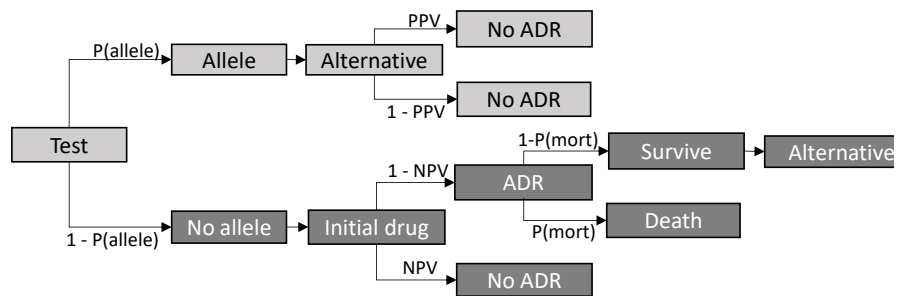 PPV
No ADR
P(allele)
Allele
Alternative
1 - PPV
No ADR
Test
1-P(mort)
Survive
Alternative
1 - NPV
ADR
1 - P(allele)
No allele
Initial drug
P(mort)
Death
NPV
No ADR